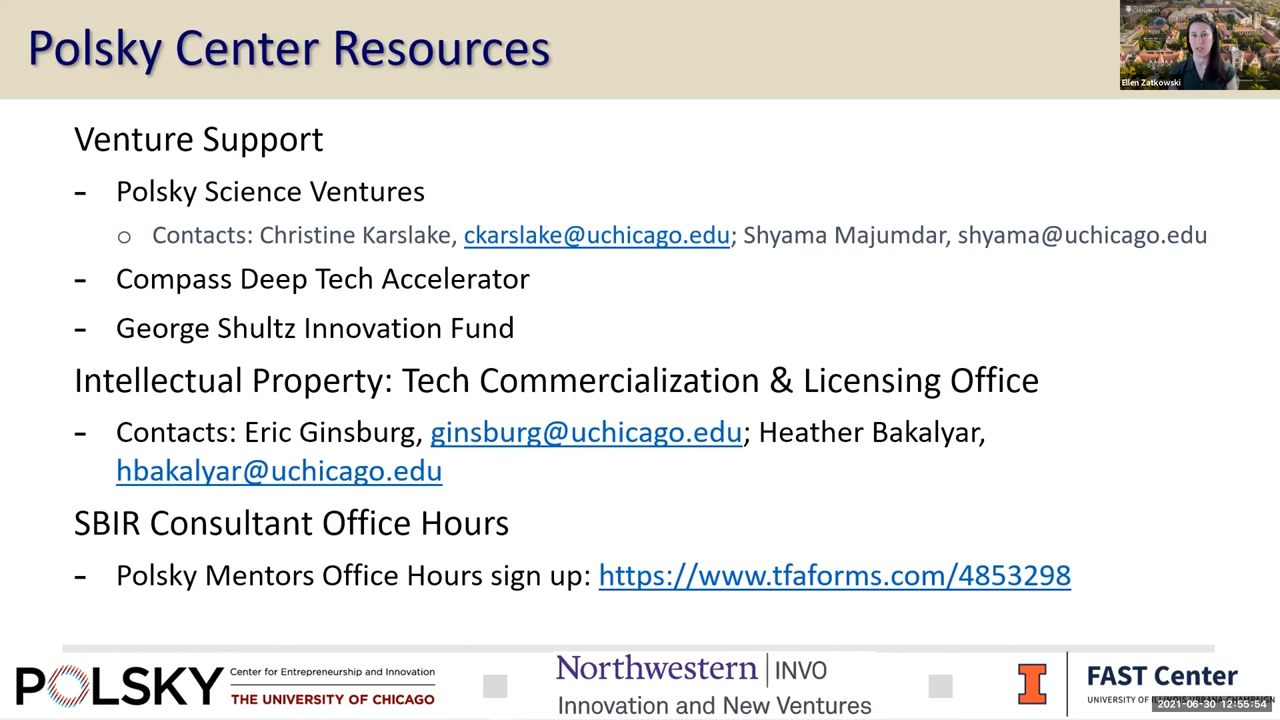 Polsky Center Resources
CHICAGO
Ellen Zatkowski
Venture Support
- Polsky Science Ventures
o Contacts: Christine Karslake, ckarslake@uchicago.edu; Shyama Majumdar, shyama@uchicago.edu
- Compass Deep Tech Accelerator
- George Shultz Innovation Fund
Intellectual Property: Tech Commercialization & Licensing Office
- Contacts: Eric Ginsburg, ginsburg@uchicago.edu; Heather Bakalyar,
hbakalyar@uchicago.edu
SBIR Consultant Office Hours
- Polsky Mentors Office Hours sign up: https://www.tfaforms.com/4853298
POLSKY
Center for Entrepreneurship and Innovation
THE UNIVERSITY OF CHICAGO
Northwestern | INVO
Innovation and New Ventures
I
FAST Center
UNIVERSITY OF ILLINOIS URBANA-CHAMPAIGN
2021-06-30 12:55:54